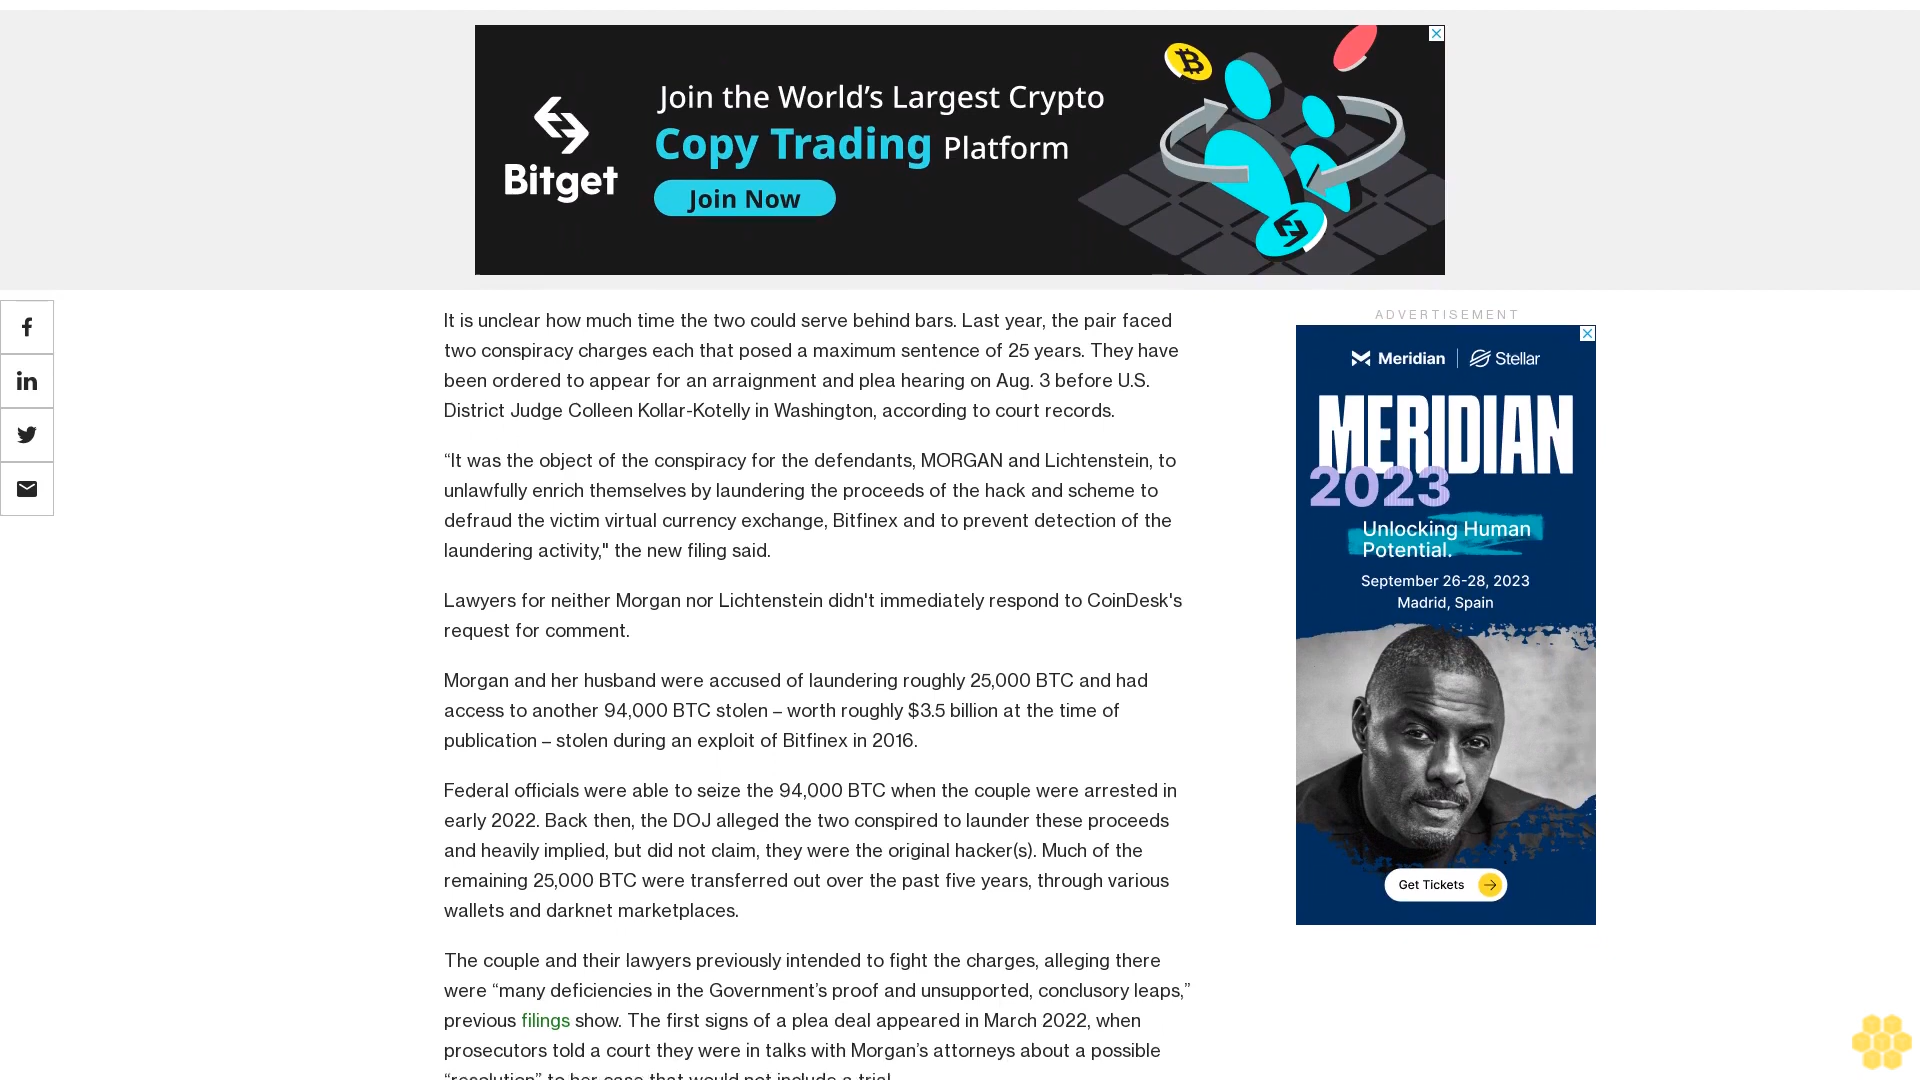 Join the World’s Largest Crypto
Copy Trading Platform
Bitget
Join Now
It is unclear how much time the two could serve behind bars. Last year, the pair faced
two conspiracy charges each that posed a maximum sentence of 25 years. They have
been ordered to appear for an arraignment and plea hearing on Aug. 3 before U.S.
District Judge Colleen Kollar-Kotelly in Washington, according to court records.
“It was the object of the conspiracy for the defendants, MORGAN and Lichtenstein, to
unlawfully enrich themselves by laundering the proceeds of the hack and scheme to
defraud the victim virtual currency exchange, Bitfinex and to prevent detection of the
laundering activity," the new filing said.
Lawyers for neither Morgan nor Lichtenstein didn't immediately respond to CoinDesk's
request for comment.
Morgan and her husband were accused of laundering roughly 25,000 BTC and had
access to another 94,000 BTC stolen – worth roughly $3.5 billion at the time of
publication – stolen during an exploit of Bitfinex in 2016.
Federal officials were able to seize the 94,000 BTC when the couple were arrested in
early 2022. Back then, the DOJ alleged the two conspired to launder these proceeds
and heavily implied, but did not claim, they were the original hacker(s). Much of the
remaining 25,000 BTC were transferred out over the past five years, through various
wallets and darknet marketplaces.
The couple and their lawyers previously intended to fight the charges, alleging there
were “many deficiencies in the Government’s proof and unsupported, conclusory leaps,”
previous filings show. The first signs of a plea deal appeared in March 2022, when
prosecutors told a court they were in talks with Morgan’s attorneys about a possible
“resolution” to her case that would not include a trial.
ADVERTISEMENT
Meridian | Stellar
MERIDIAN
2023
Unlocking Human
Potential.
September 26-28, 2023
Madrid, Spain
Get Tickets